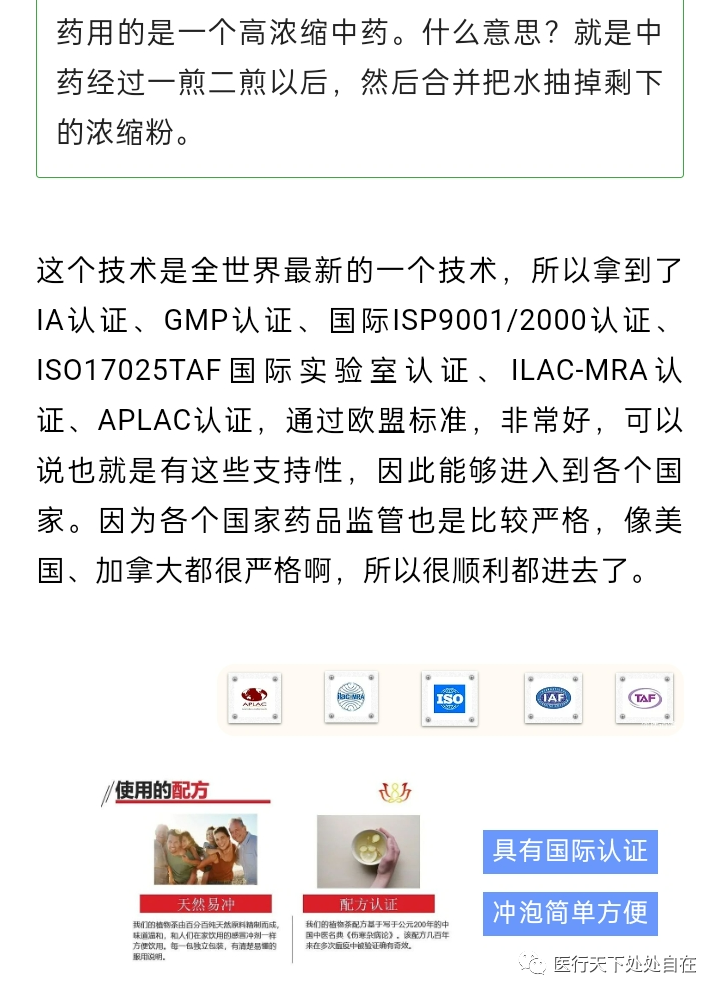 药用的是一个高浓缩中药。什么意思？就是中
药经过一煎二煎以后，然后合并把水抽掉剩下
的浓缩粉。
这个技术是全世界最新的一个技术，所以拿到了
IA认证、GMP认证、国际ISP9001/2000认证、
ISO17025TAF国际实验室认证、ILAC-MRA认
证、APLAC认证，通过欧盟标准，非常好，可以
说也就是有这些支持性，因此能够进入到各个国
家。因为各个国家药品监管也是比较严格，像美
国、加拿大都很严格啊，所以很顺利都进去了。
APLAC
ilac-MRA
ISO
IAF
TAF
使用的配方
天然易冲
我们的植物茶由百分百纯天然原料精制而成，
味道温和，和人们在家饮用的感冒冲剂一样
方便饮用。每一包独立包装，有清楚易懂的
服用说明。
配方认证
我们的植物茶配方基于写于公元200年的中
国中医名典《伤寒杂病论》。该配方几百年
来在多次瘟疫中被验证确有奇效。
具有国际认证
冲泡简单方便
医行天下处处自在